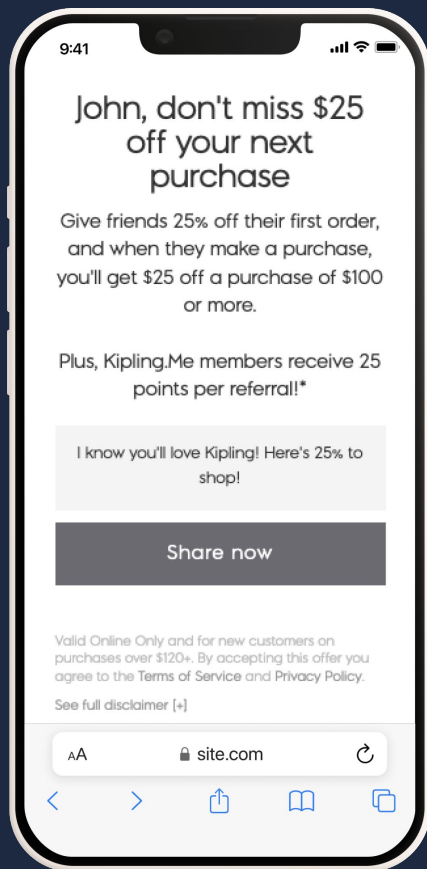 9:41
John, don't miss $25
off your next
purchase
Give friends 25% off their first order,
and when they make a purchase,
you'll get $25 off a purchase of $100
or more.
Plus, Kipling.Me members receive 25
points per referral!*
I know you'll love Kipling! Here's 25% to
shop!
Share now
Valid Online Only and for new customers on
purchases over $120+. By accepting this offer you
agree to the Terms of Service and Privacy Policy.
See full disclaimer [+]
AA site.com